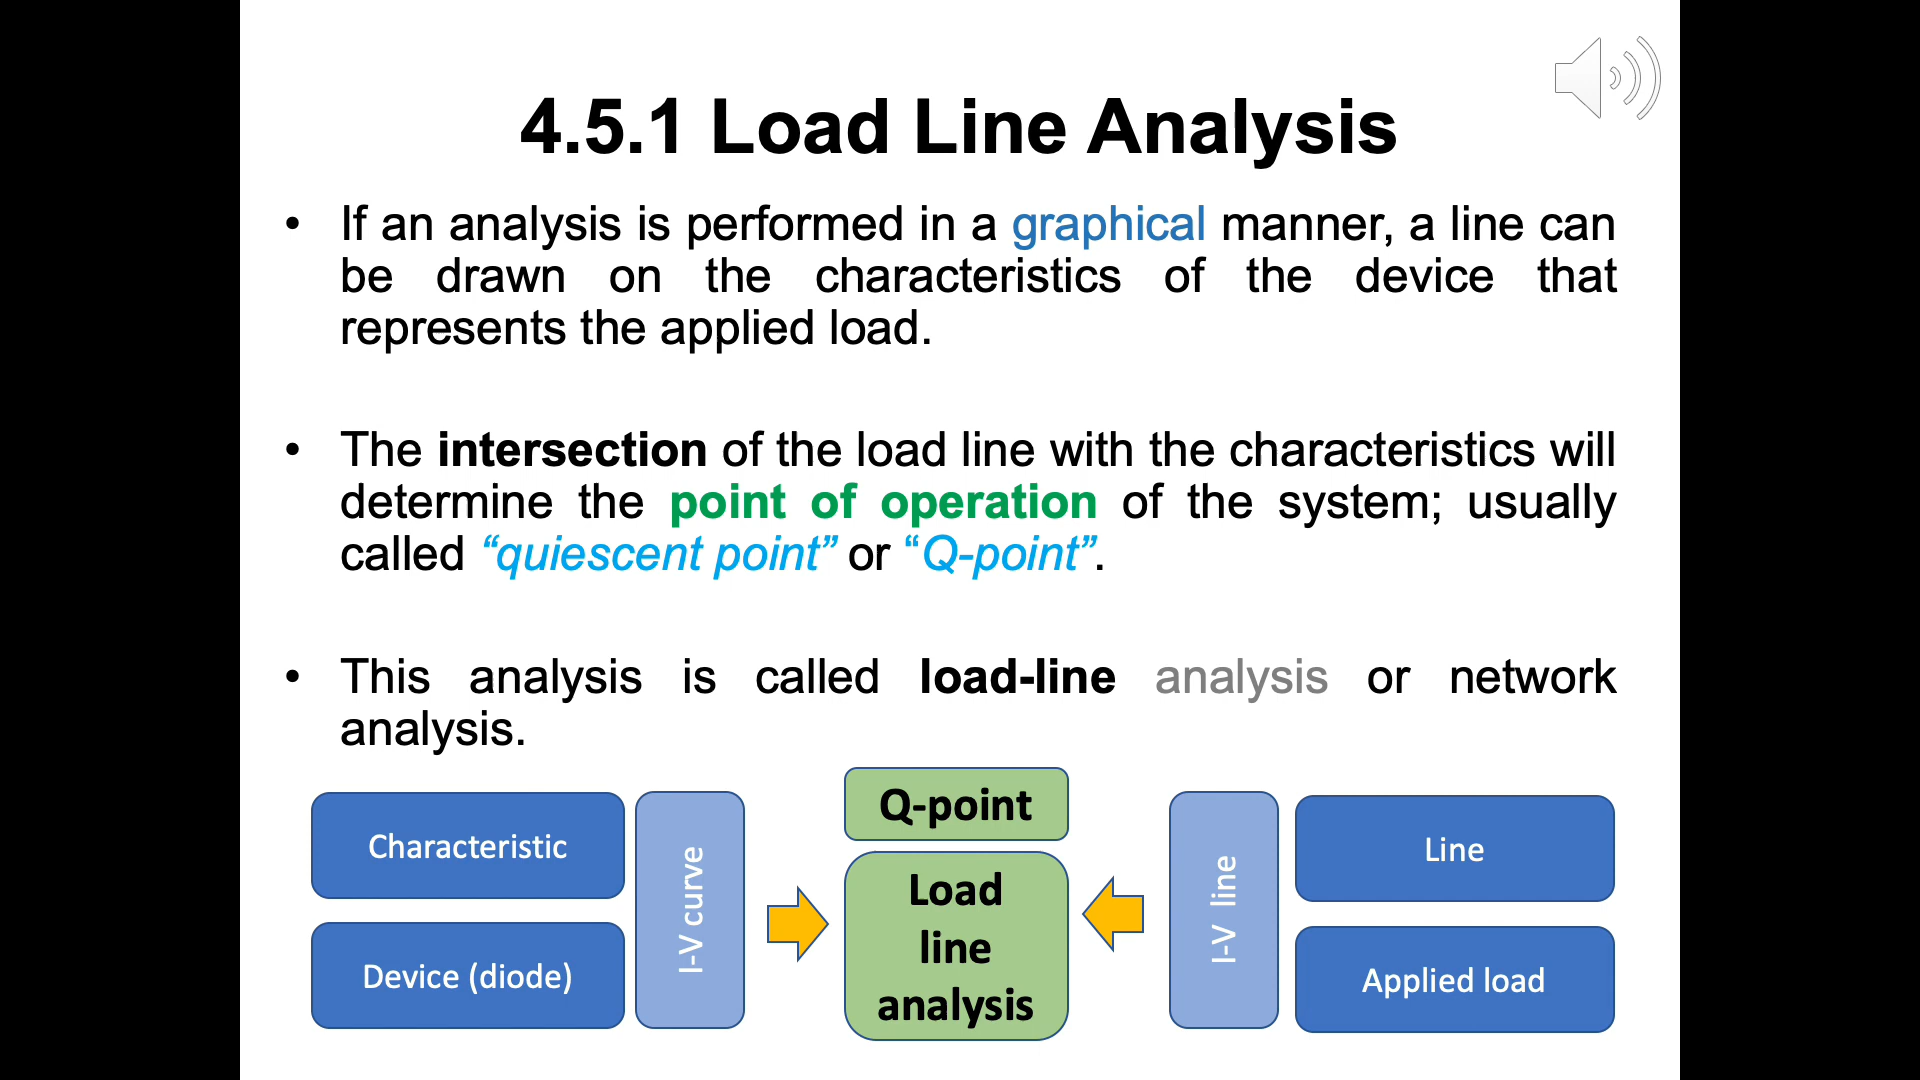 4.5.1 Load Line Analysis
• If an analysis is performed in a graphical manner, a line can
be drawn on the characteristics of the device that
represents the applied load.
• The intersection of the load line with the characteristics will
determine the point of operation of the system; usually
called “quiescent point” or “Q-point”.
• This analysis is called load-line analysis or network
analysis.
Characteristic
Device (diode)
I-V curve
Q-point
Load
line
analysis
I-V line
Line
Applied load